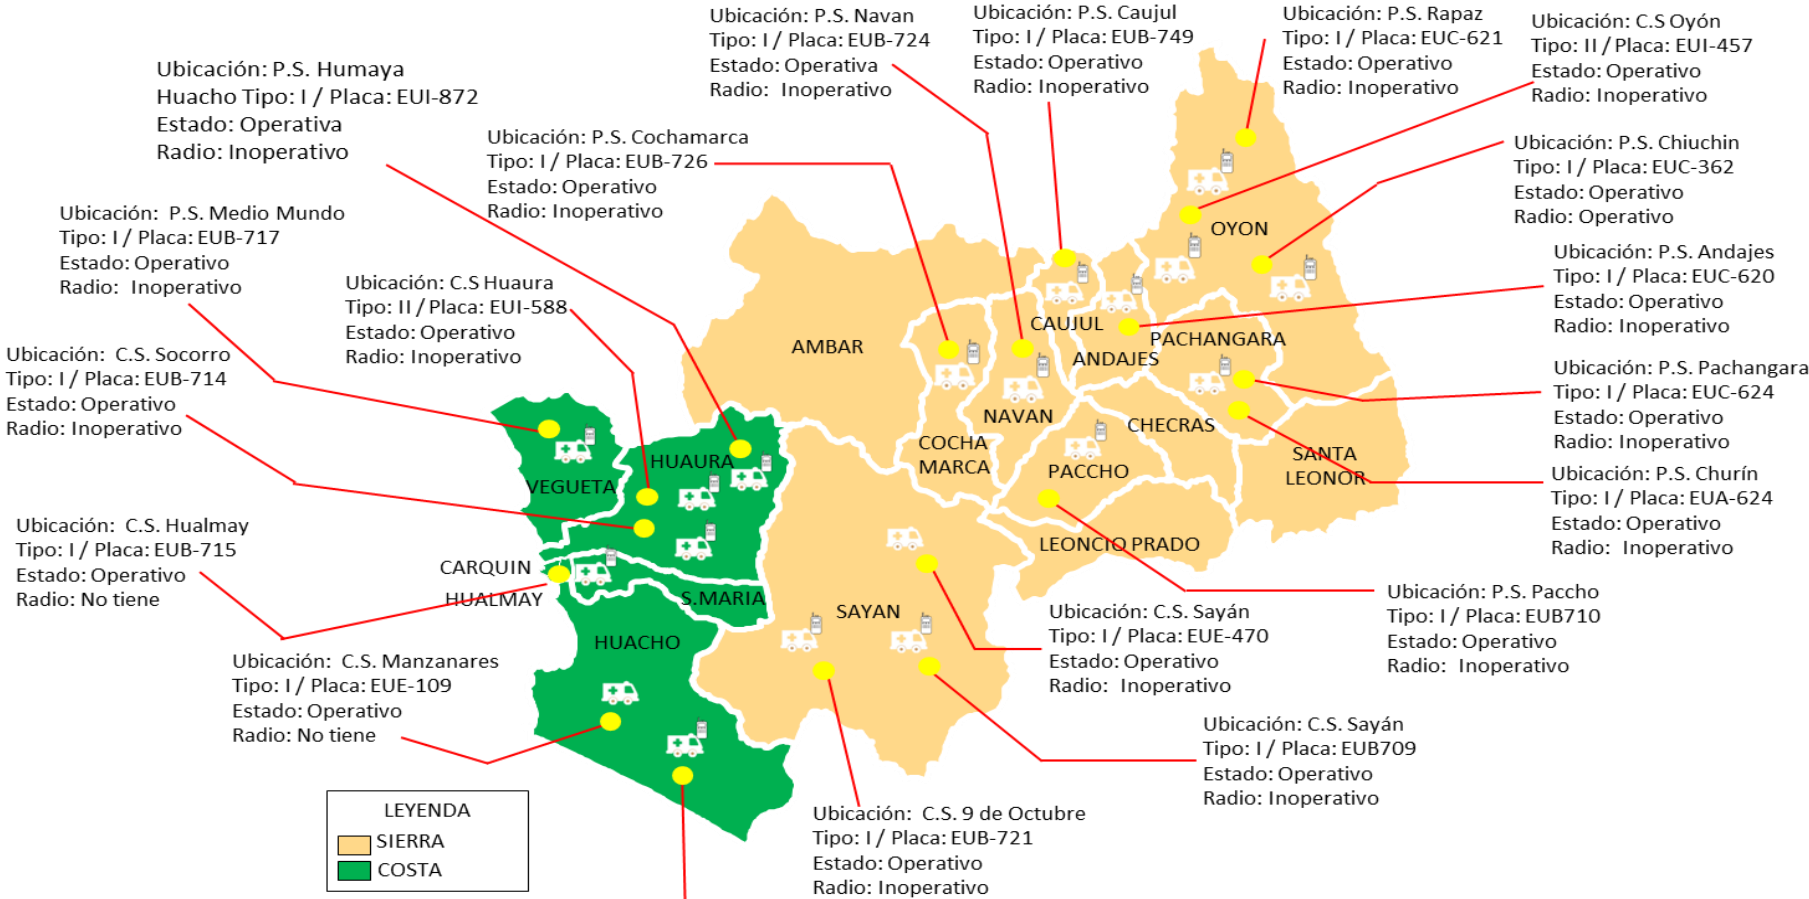 Ubicación: P.S. Humaya
Huacho Tipo: I / Placa: EUI-872
Estado: Operativa
Radio: Inoperativo
Ubicación: P.S. Navan
Tipo: I / Placa: EUB-724
Estado: Operativa
Radio: Inoperativo
Ubicación: P.S. Caujul
Tipo: I / Placa: EUB-749
Estado: Operativo
Radio: Inoperativo
Ubicación: P.S. Rapaz
Tipo: I / Placa: EUC-621
Estado: Operativo
Radio: Inoperativo
Ubicación: C.S Oyón
Tipo: II / Placa: EUI-457
Estado: Operativo
Radio: Inoperativo
Ubicación: P.S. Cochamarca
Tipo: I / Placa: EUB-726
Estado: Operativo
Radio: Inoperativo
Ubicación: P.S. Chiuchin
Tipo: I / Placa: EUC-362
Estado: Operativo
Radio: Operativo
Ubicación: P.S. Medio Mundo
Tipo: I / Placa: EUB-717
Estado: Operativo
Radio: Inoperativo
Ubicación: C.S Huaura
Tipo: II / Placa: EUI-588
Estado: Operativo
Radio: Inoperativo
Ubicación: P.S. Andajes
Tipo: I / Placa: EUC-620
Estado: Operativo
Radio: Inoperativo
Ubicación: C.S. Socorro
Tipo: I / Placa: EUB-714
Estado: Operativo
Radio: Inoperativo
Ubicación: P.S. Pachangara
Tipo: I / Placa: EUC-624
Estado: Operativo
Radio: Inoperativo
Ubicación: P.S. Churín
Tipo: I / Placa: EUA-624
Estado: Operativo
Radio: Inoperativo
Ubicación: C.S. Hualmay
Tipo: I / Placa: EUB-715
Estado: Operativo
Radio: No tiene
Ubicación: P.S. Paccho
Tipo: I / Placa: EUB710
Estado: Operativo
Radio: Inoperativo
Ubicación: C.S. Sayán
Tipo: I / Placa: EUE-470
Estado: Operativo
Radio: Inoperativo
Ubicación: C.S. Manzanares
Tipo: I / Placa: EUE-109
Estado: Operativo
Radio: No tiene
Ubicación: C.S. Sayán
Tipo: I / Placa: EUB709
Estado: Operativo
Radio: Inoperativo
Ubicación: C.S. 9 de Octubre
Tipo: I / Placa: EUB-721
Estado: Operativo
Radio: Inoperativo
OYON
AMBAR
CAUJUL
PACHANGARA
ANDAJES
NAVAN
CHECRAS
COCHA
MARCA
PACCHO
SANTA
LEONOR
HUAURA
VEGUETA
LEONCIO PRADO
CARQUIN
HUALMAY
S.MARIA
SAYAN
HUACHO
LEYENDA
SIERRA
COSTA